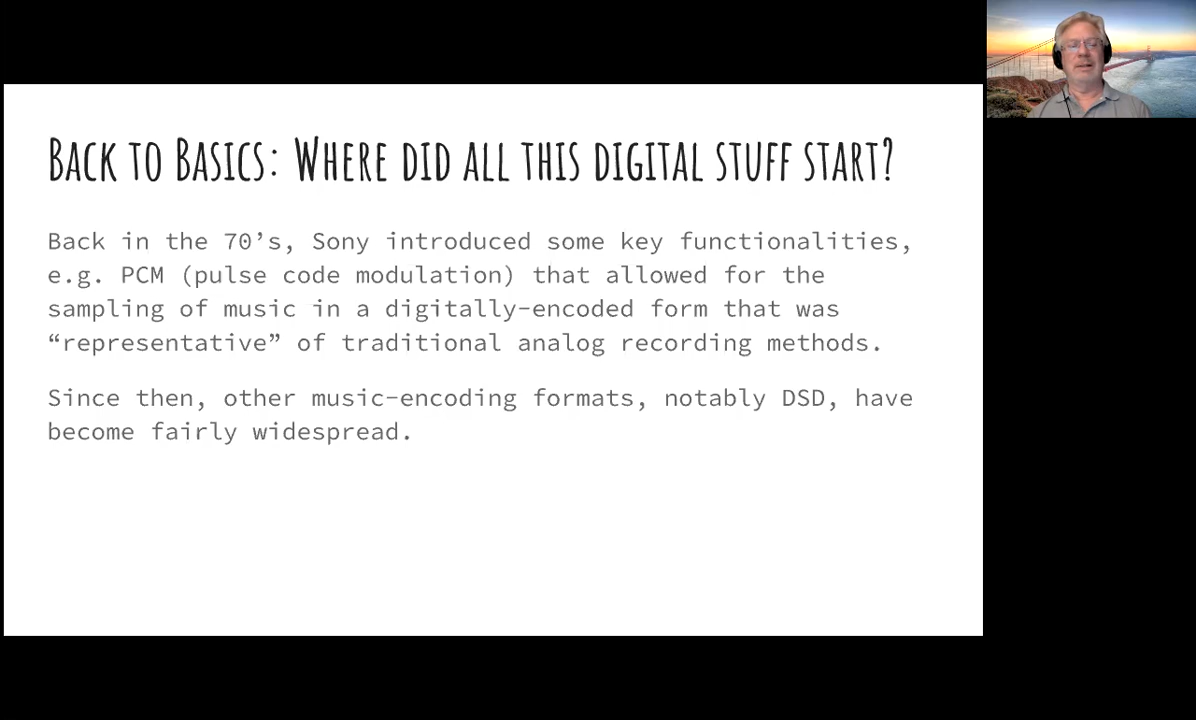 Back to Basics: Where did all this digital stuff start?
Back in the 70’s, Sony introduced some key functionalities,
e.g. PCM (pulse code modulation) that allowed for the
sampling of music in a digitally-encoded form that was
“representative” of traditional analog recording methods.
Since then, other music-encoding formats, notably DSD, have
become fairly widespread.